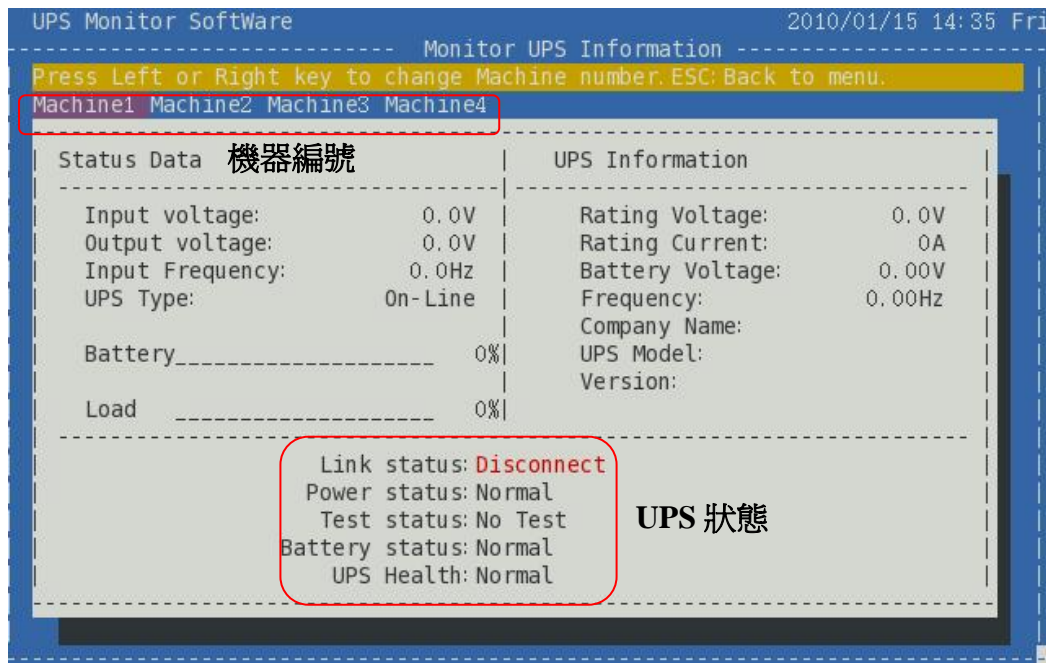 UPS Monitor SoftWare 2010/01/15 14:35 Fri
Monitor UPS Information
Press Left or Right key to change Machine number.ESC:Back to menu.
Machine1 Machine2 Machine3 Machine4
Status Data 機器編號 UPS Information
Input voltage: 0.0V Rating Voltage: 0.0V
Output voltage: 0.0V Rating Current: 0A
Input Frequency: 0.0Hz Battery Voltage: 0.00V
UPS Type: On-Line Frequency: 0.00Hz
Company Name:
Battery____________________ 0% UPS Model:
Version:
Load ____________________ 0%
Link status:Disconnect
Power status:Normal
Test status:No Test UPS 狀態
Battery status:Normal
UPS Health:Normal